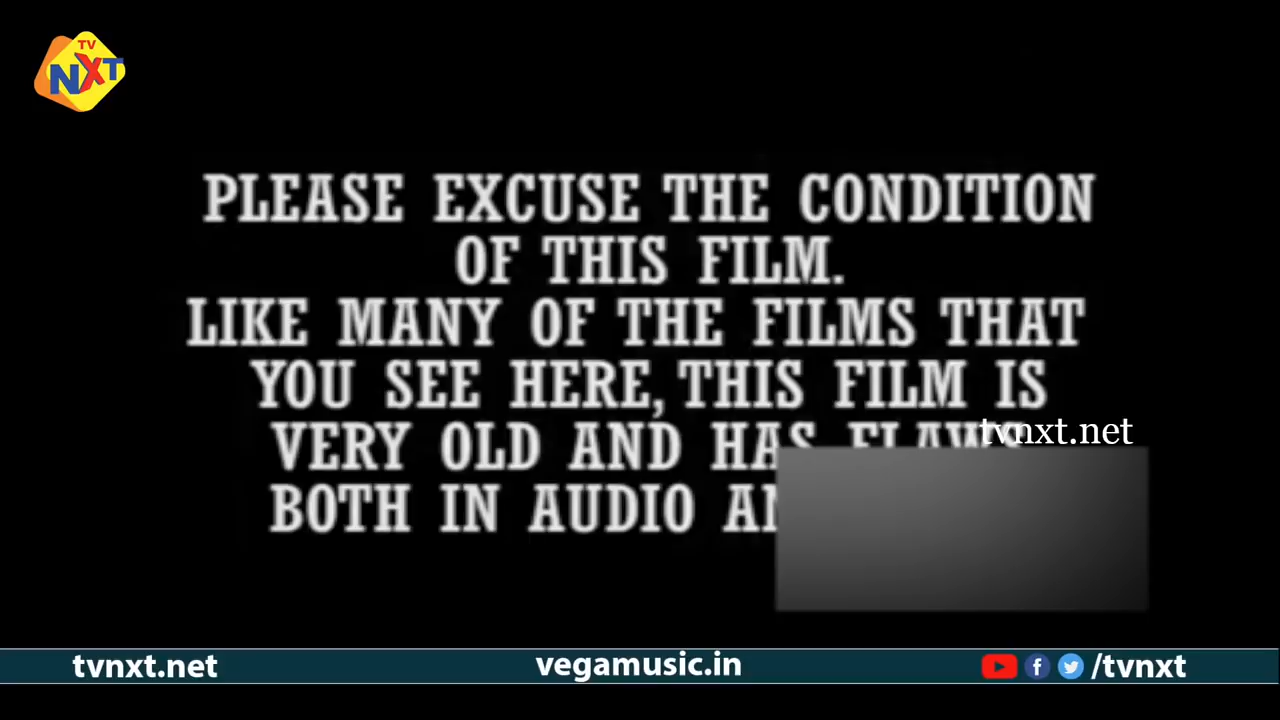 TV
NXT
PLEASE EXCUSE THE CONDITION
OF THIS FILM.
LIKE MANY OF THE FILMS THAT
YOU SEE HERE, THIS FILM IS
VERY OLD AND HAS FLAWS
tvnxt.net
BOTH IN AUDIO
tvnxt.net
vegamusic.in
/tvnxt